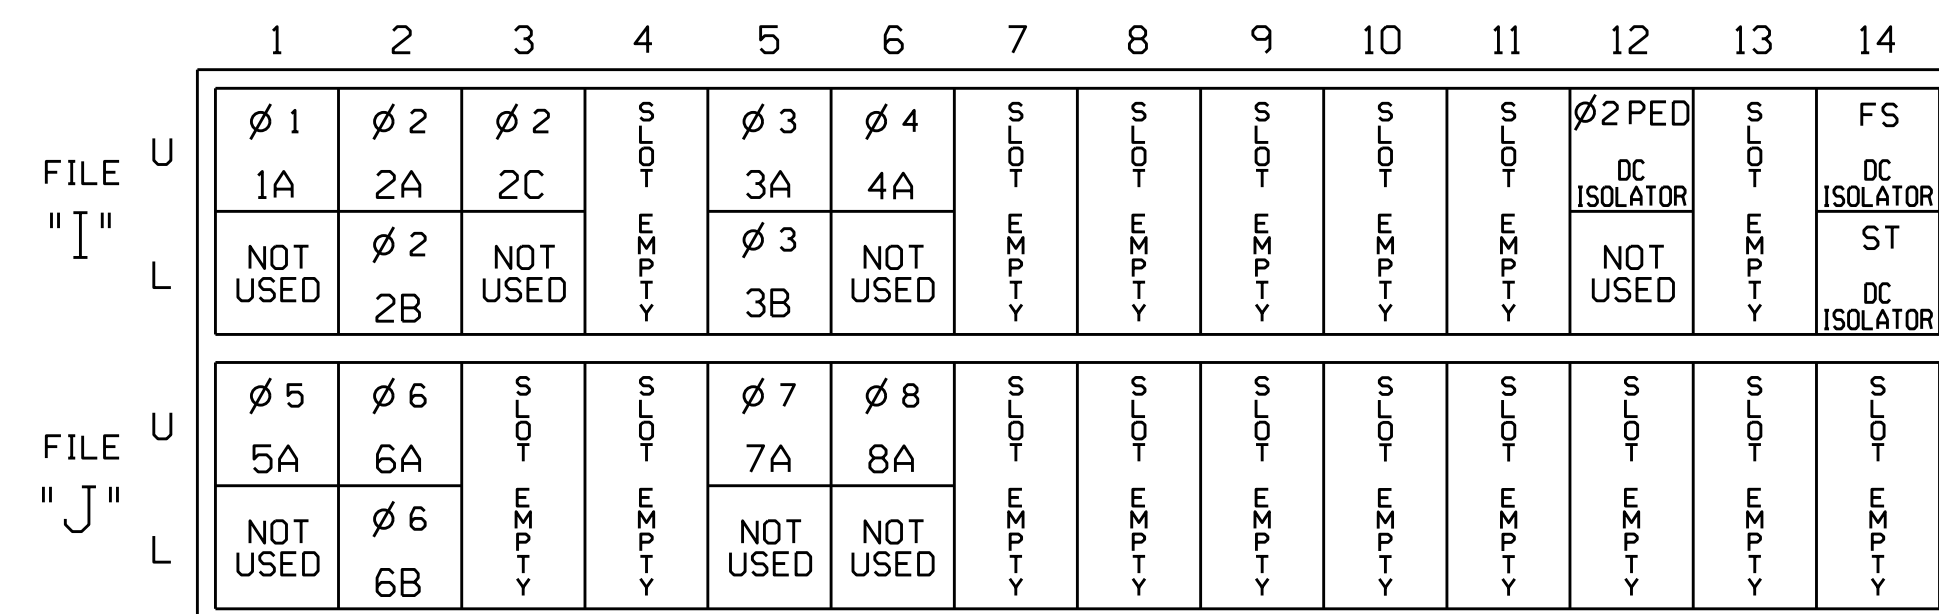 1 2 3 4 5 6 7 8 9 10 11 12 13 14
FILE "I"
U
L
Ø 1 1A
NOT USED
Ø 2 2A
Ø 2 2B
Ø 2 2C
NOT USED
SLOT EMPTY
Ø 3 3A
Ø 3 3B
Ø 4 4A
NOT USED
SLOT EMPTY
SLOT EMPTY
SLOT EMPTY
SLOT EMPTY
SLOT EMPTY
Ø2 PED DC ISOLATOR
NOT USED
SLOT EMPTY
FS DC ISOLATOR
ST DC ISOLATOR
FILE "J"
U
L
Ø 5 5A
NOT USED
Ø 6 6A
Ø 6 6B
SLOT EMPTY
SLOT EMPTY
Ø 7 7A
NOT USED
Ø 8 8A
NOT USED
SLOT EMPTY
SLOT EMPTY
SLOT EMPTY
SLOT EMPTY
SLOT EMPTY
SLOT EMPTY
SLOT EMPTY
SLOT EMPTY